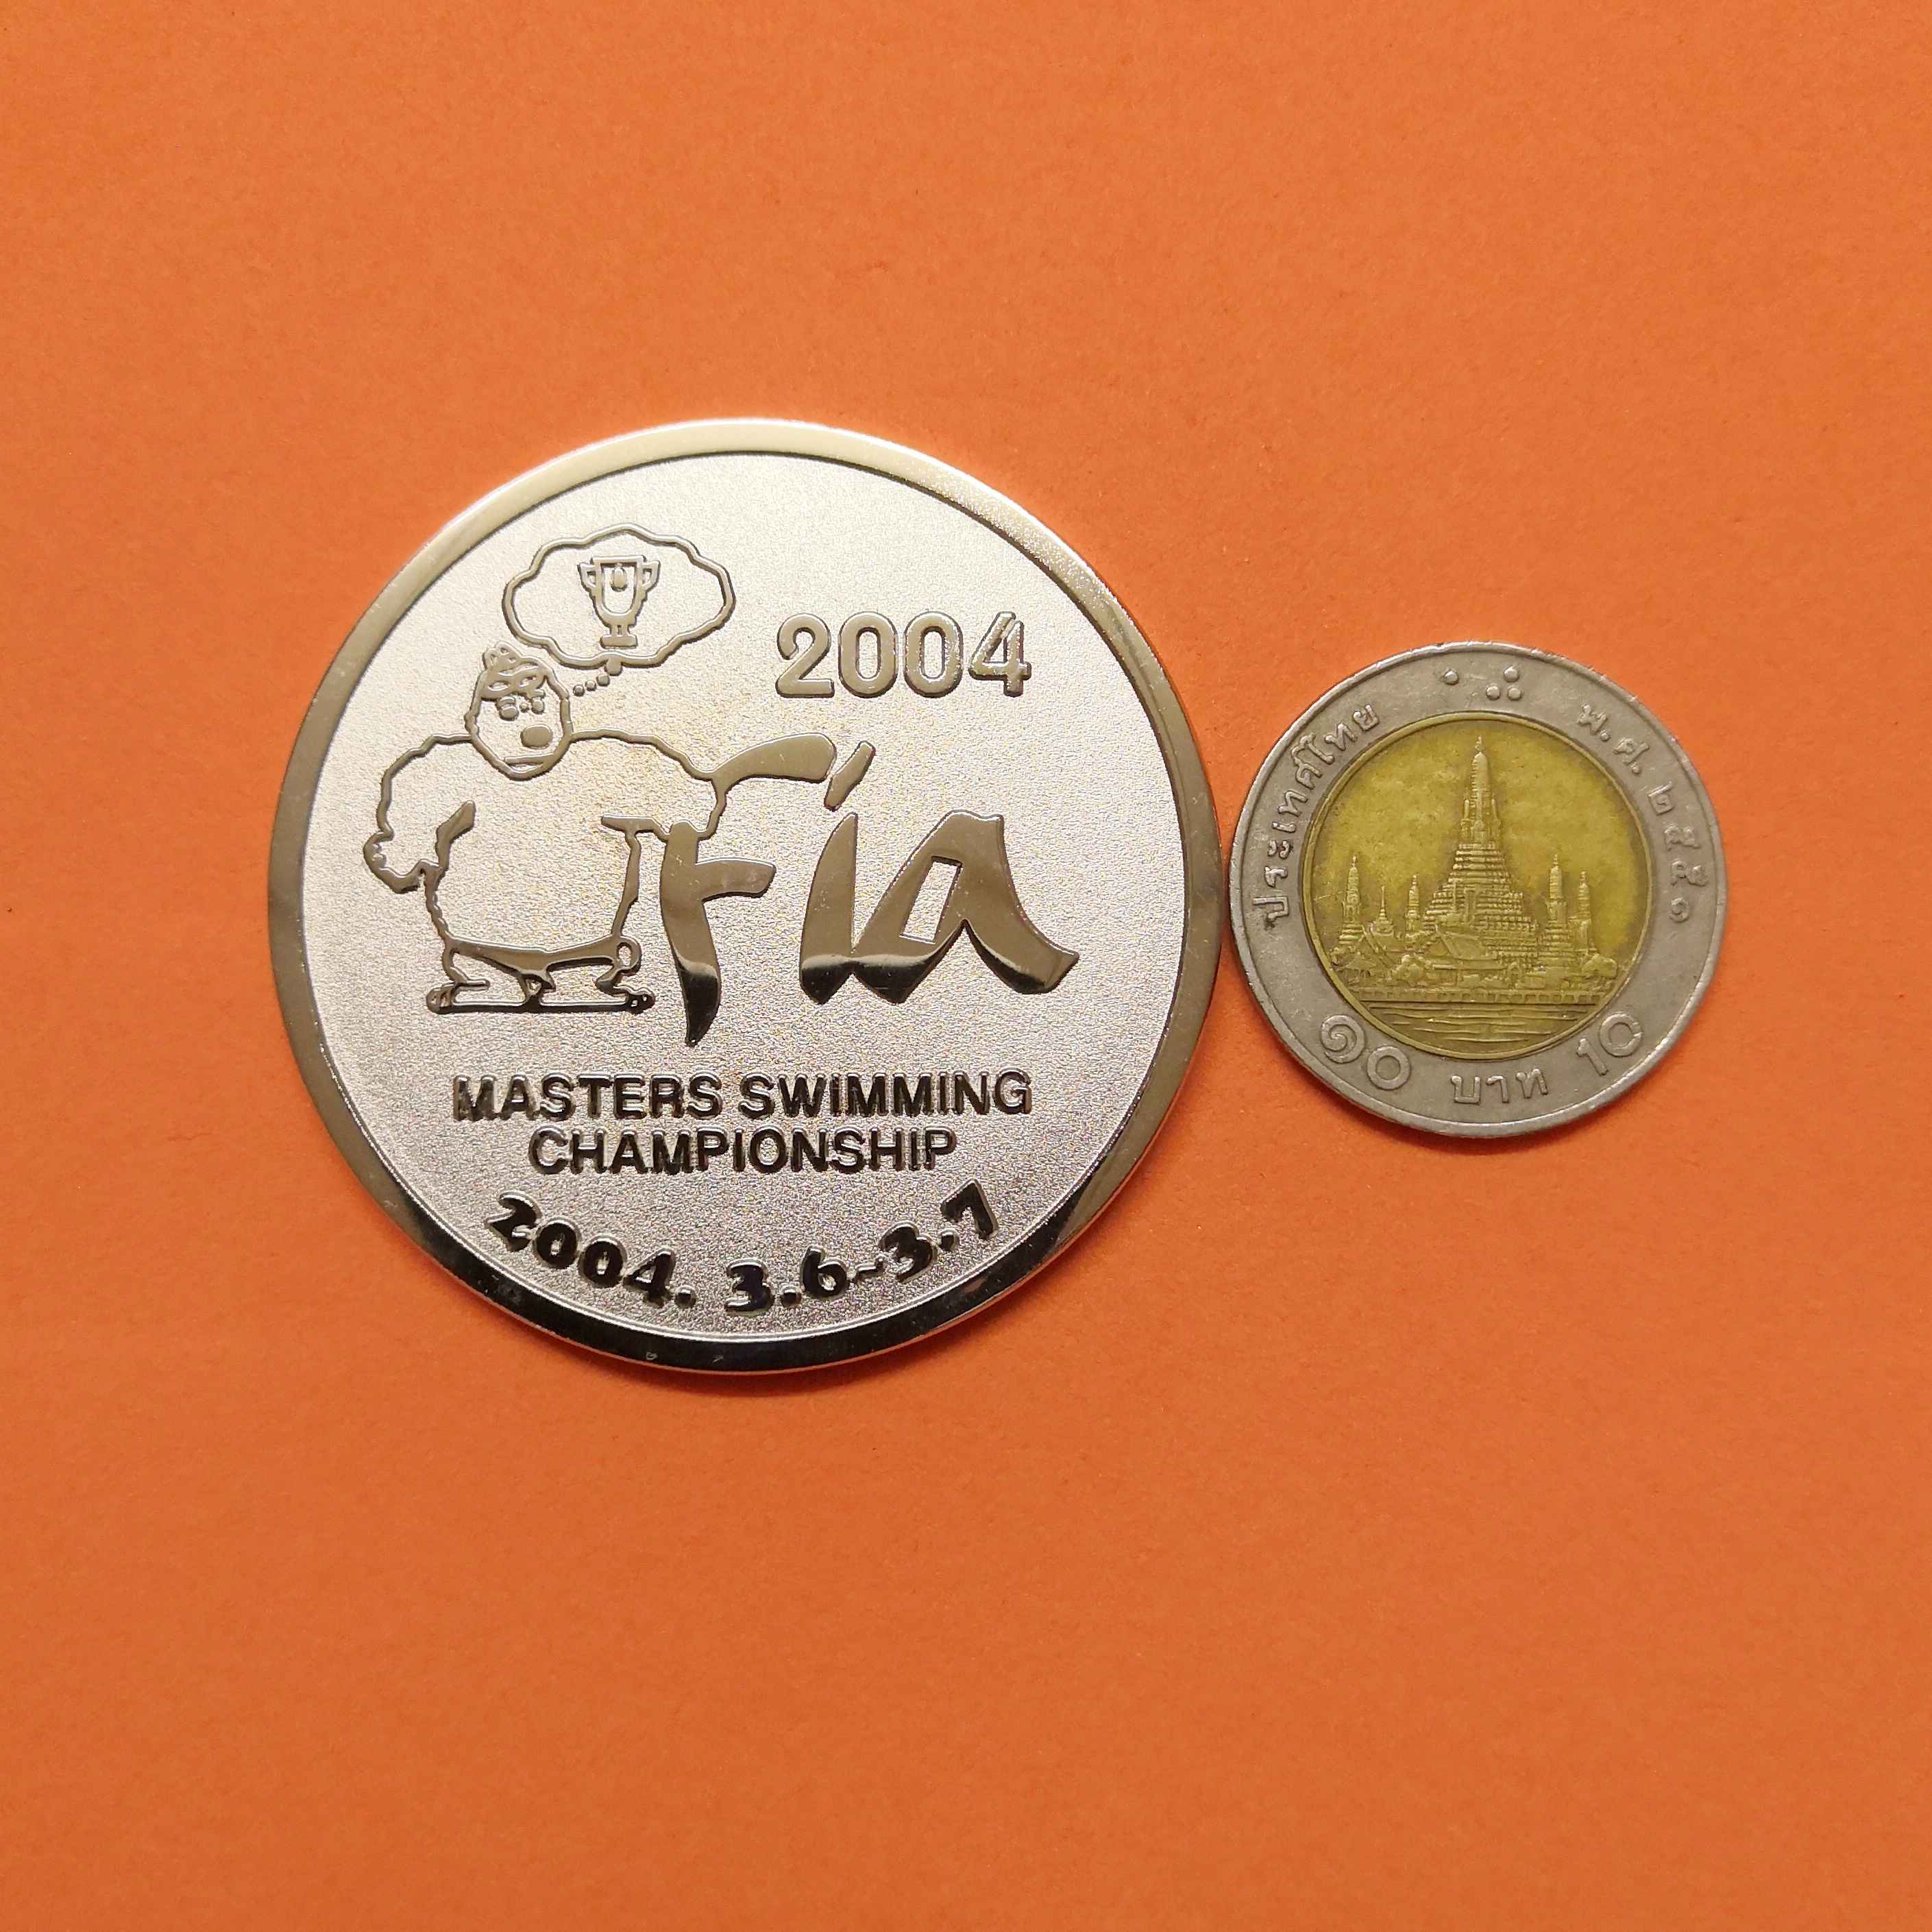 2004
Fia
MASTERS SWIMMING
CHAMPIONSHIP
2004. 3.6~3.7
ประเทศไทย
พ.ศ. ๒๕๕๑
๑๐ บาท 10